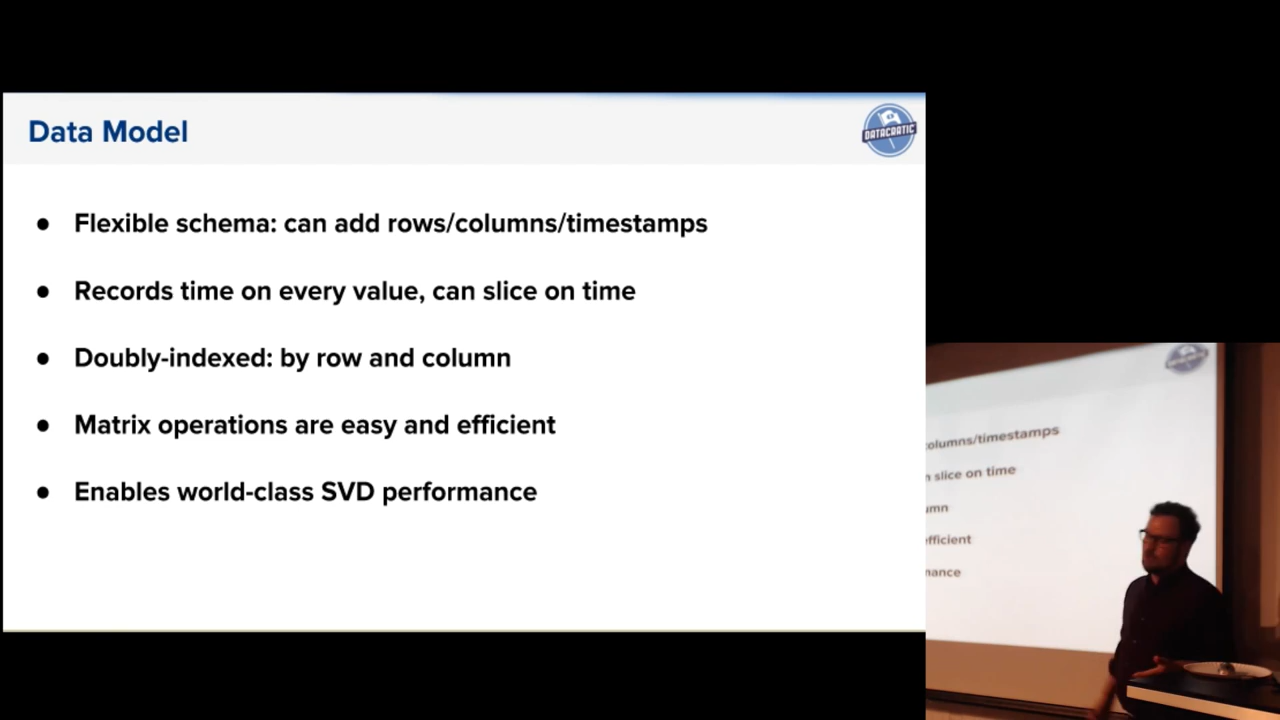 Data Model
DATACRATIC
● Flexible schema: can add rows/columns/timestamps
● Records time on every value, can slice on time
● Doubly-indexed: by row and column
● Matrix operations are easy and efficient
● Enables world-class SVD performance
columns/timestamps
n slice on time
umn
efficient
mance